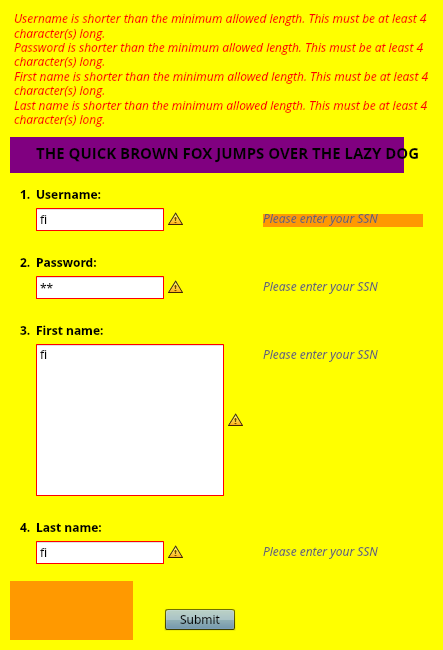 Username is shorter than the minimum allowed length. This must be at least 4
character(s) long.
Password is shorter than the minimum allowed length. This must be at least 4
character(s) long.
First name is shorter than the minimum allowed length. This must be at least 4
character(s) long.
Last name is shorter than the minimum allowed length. This must be at least 4
character(s) long.
THE QUICK BROWN FOX JUMPS OVER THE LAZY DOG
1. Username:
fi
Please enter your SSN
2. Password:
**
Please enter your SSN
3. First name:
fi
Please enter your SSN
4. Last name:
fi
Please enter your SSN
Submit